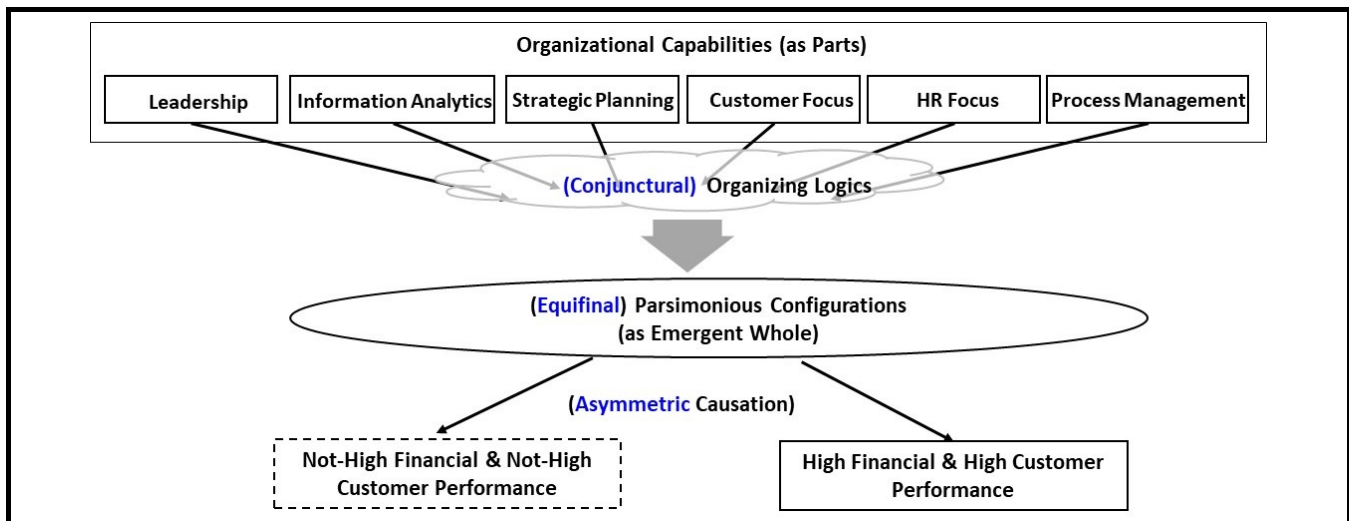 Organizational Capabilities (as Parts)
Leadership
Information Analytics
Strategic Planning
Customer Focus
HR Focus
Process Management
(Conjunctural) Organizing Logics
(Equifinal) Parsimonious Configurations
(as Emergent Whole)
(Asymmetric Causation)
Not-High Financial & Not-High
Customer Performance
High Financial & High Customer
Performance